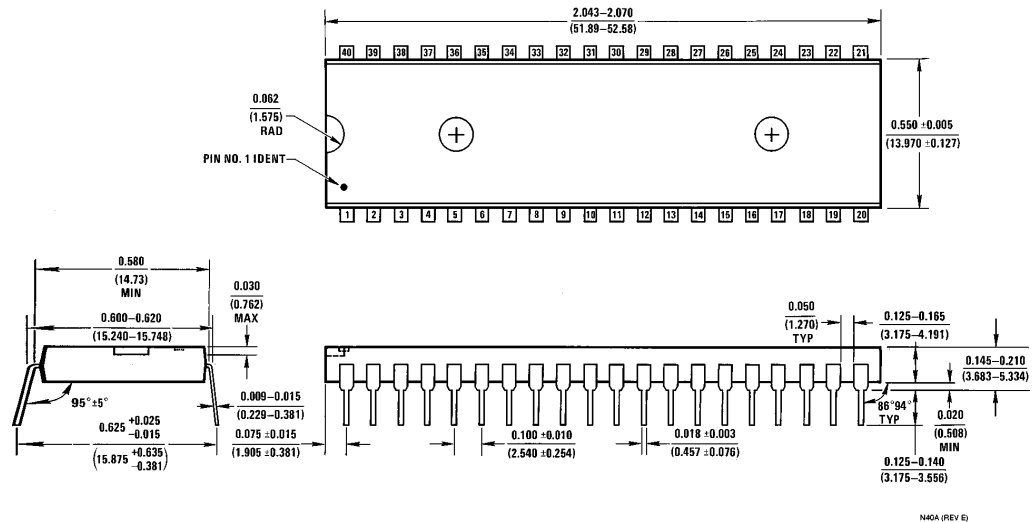 2.043–2.070
(51.89–52.58)
40 39 38 37 36 35 34 33 32 31 30 29 28 27 26 25 24 23 22 21
0.062
(1.575)
RAD
0.550 ±0.005
(13.970 ±0.127)
PIN NO. 1 IDENT
1 2 3 4 5 6 7 8 9 10 11 12 13 14 15 16 17 18 19 20
0.580
(14.73)
MIN
0.030
(0.762)
MAX
0.600–0.620
(15.240–15.748)
0.050
(1.270)
TYP
0.125–0.165
(3.175–4.191)
0.145–0.210
(3.683–5.334)
95°±5°
0.009–0.015
(0.229–0.381)
86°94°
TYP
0.020
(0.508)
MIN
0.625 +0.025 −0.015
(15.875 +0.635 −0.381)
0.075 ±0.015
(1.905 ±0.381)
0.100 ±0.010
(2.540 ±0.254)
0.018 ±0.003
(0.457 ±0.076)
0.125–0.140
(3.175–3.556)
N40A (REV E)